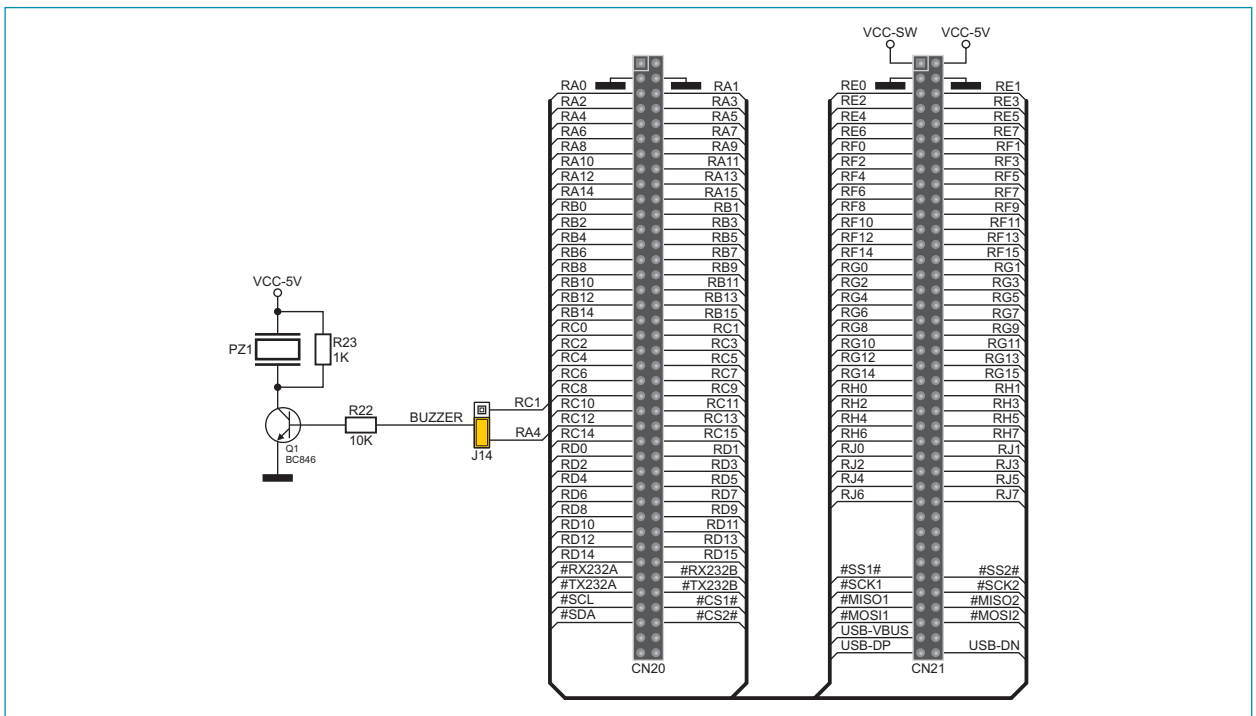 VCC-SW VCC-5V
RA0 RA1 RE0 RE1
RA2 RA3 RE2 RE3
RA4 RA5 RE4 RE5
RA6 RA7 RE6 RE7
RA8 RA9 RF0 RF1
RA10 RA11 RF2 RF3
RA12 RA13 RF4 RF5
RA14 RA15 RF6 RF7
RB0 RB1 RF8 RF9
RB2 RB3 RF10 RF11
RB4 RB5 RF12 RF13
RB6 RB7 RF14 RF15
RB8 RB9 RG0 RG1
VCC-5V
RB10 RB11 RG2 RG3
RB12 RB13 RG4 RG5
RB14 RB15 RG6 RG7
RC0 RC1 RG8 RG9
R23
PZ1
RC2 RC3 RG10 RG11
1K
RC4 RC5 RG12 RG13
RC6 RC7 RG14 RG15
RC8 RC9 RH0 RH1
RC1
RC10 RC11 RH2 RH3
R22 BUZZER
RC12 RC13 RH4 RH5
RA4
RC14 RC15 RH6 RH7
10K
Q1
BC846
J14
RD0 RD1 RJ0 RJ1
RD2 RD3 RJ2 RJ3
RD4 RD5 RJ4 RJ5
RD6 RD7 RJ6 RJ7
RD8 RD9
RD10 RD11
RD12 RD13
RD14 RD15
#RX232A #RX232B #SS1# #SS2#
#TX232A #TX232B #SCK1 #SCK2
#SCL #CS1# #MISO1 #MISO2
#SDA #CS2# #MOSI1 #MOSI2
USB-VBUS
USB-DP USB-DN
CN20 CN21